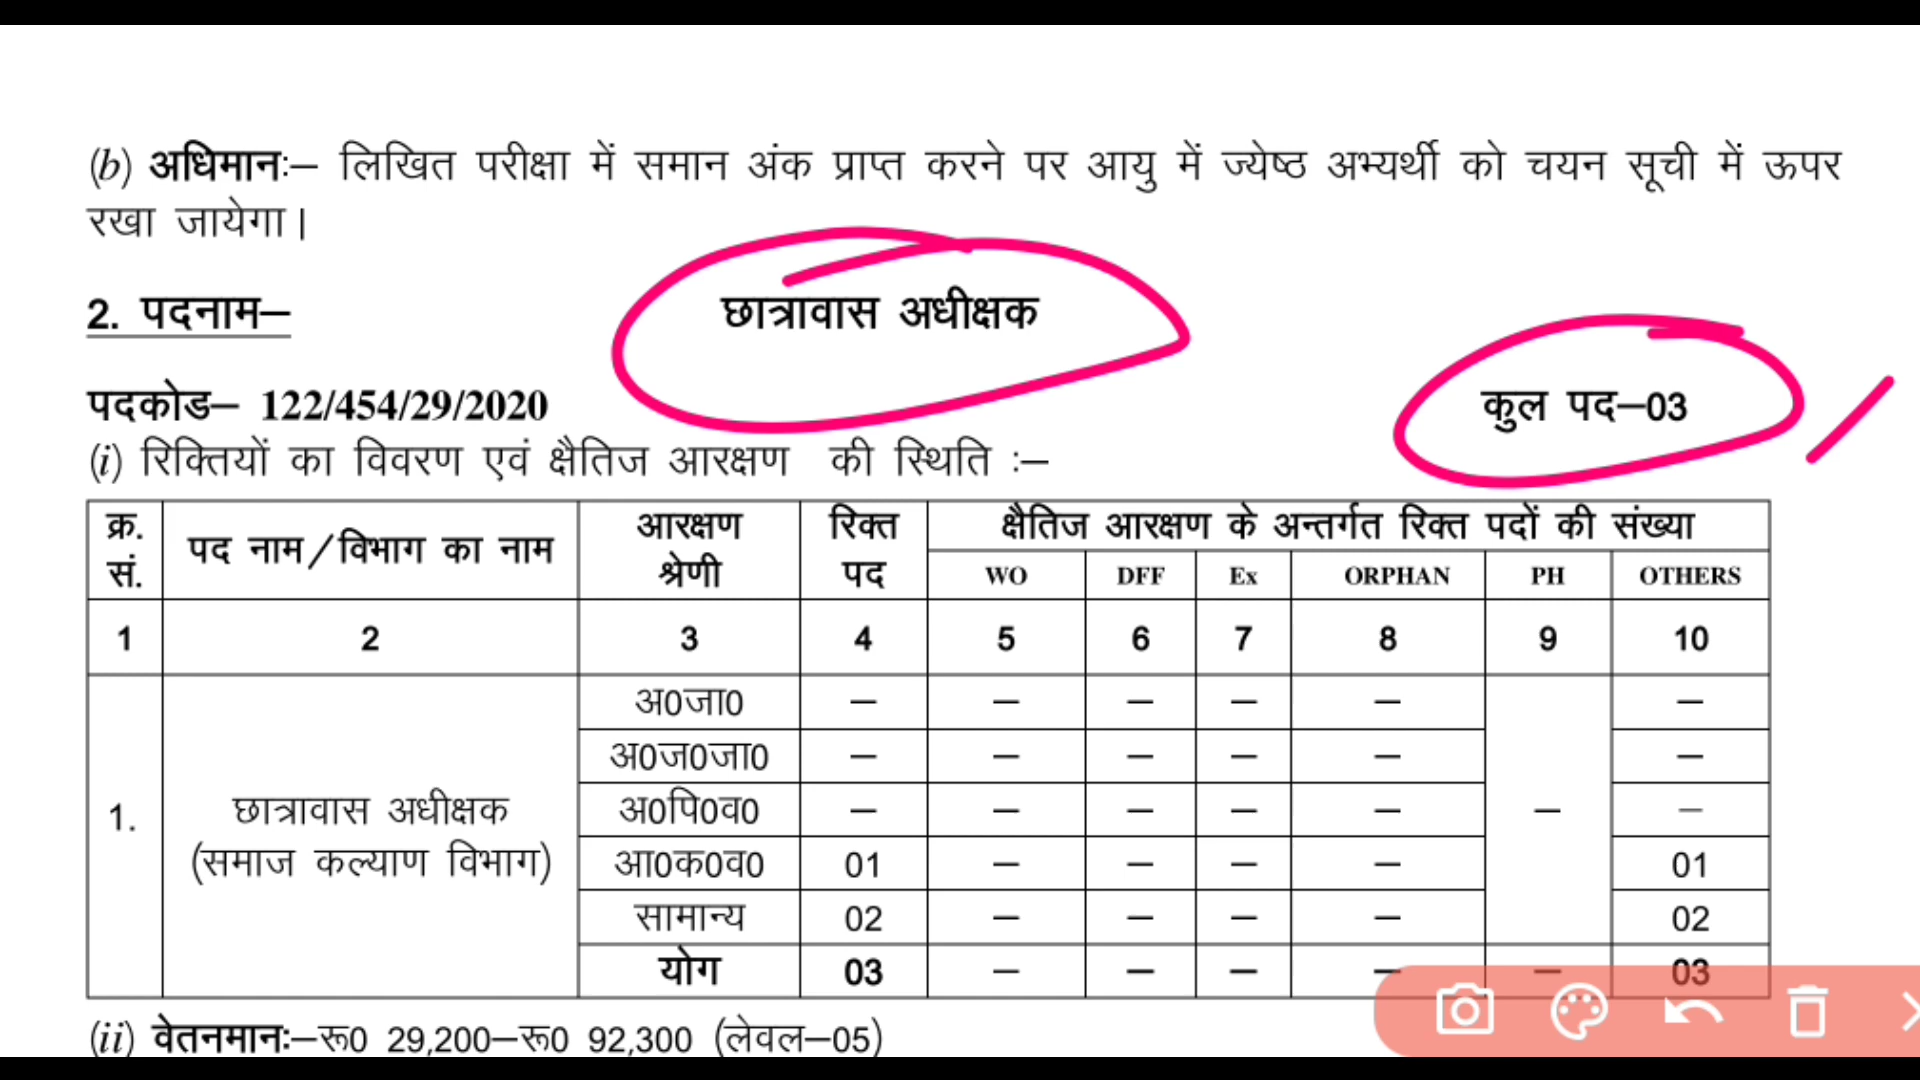 (b) अधिमानः— लिखित परीक्षा में समान अंक प्राप्त करने पर आयु में ज्येष्ठ अभ्यर्थी को चयन सूची में ऊपर
रखा जायेगा।
2. पदनाम— छात्रावास अधीक्षक
पदकोड— 122/454/29/2020 कुल पद—03
(i) रिक्तियों का विवरण एवं क्षैतिज आरक्षण की स्थिति :—
क्र. सं. पद नाम/विभाग का नाम आरक्षण श्रेणी रिक्त पद क्षैतिज आरक्षण के अन्तर्गत रिक्त पदों की संख्या
WO DFF Ex ORPHAN PH OTHERS
1 2 3 4 5 6 7 8 9 10
1. छात्रावास अधीक्षक (समाज कल्याण विभाग)
अ0जा0 — — — — — —
अ0ज0जा0 — — — — — —
अ0पि0व0 — — — — — — —
आ0क0व0 01 — — — — 01
सामान्य 02 — — — — 02
योग 03 — — — — — 03
(ii) वेतनमानः—रू0 29,200—रू0 92,300 (लेवल—05)